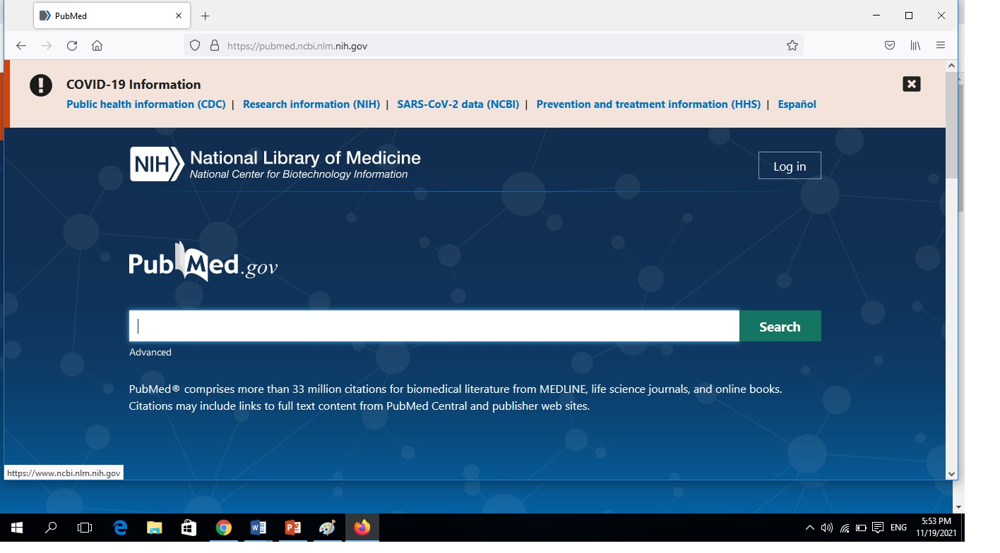 PubMed
https://pubmed.ncbi.nlm.nih.gov
COVID-19 Information
Public health information (CDC) | Research information (NIH) | SARS-CoV-2 data (NCBI) | Prevention and treatment information (HHS) | Español
NIH National Library of Medicine
National Center for Biotechnology Information
Log in
PubMed.gov
Search
Advanced
PubMed® comprises more than 33 million citations for biomedical literature from MEDLINE, life science journals, and online books.
Citations may include links to full text content from PubMed Central and publisher web sites.
https://www.ncbi.nlm.nih.gov
ENG
5:53 PM
11/19/2021